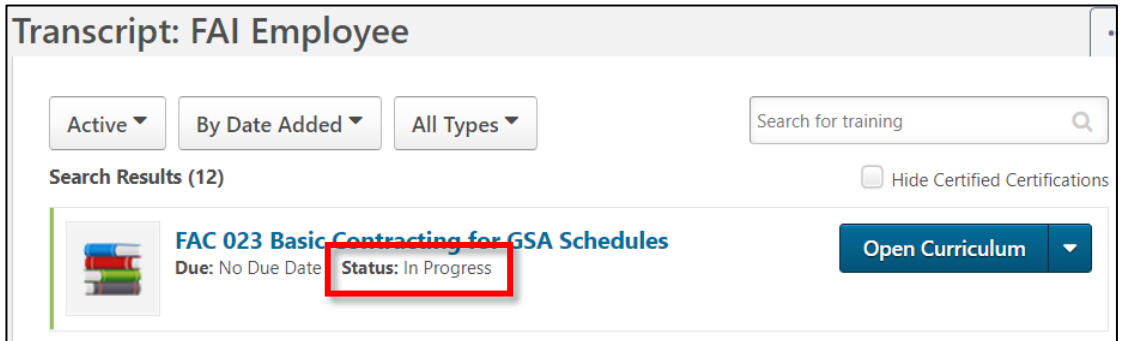 Transcript: FAI Employee
Active By Date Added All Types Search for training
Search Results (12) Hide Certified Certifications
FAC 023 Basic Contracting for GSA Schedules
Due: No Due Date Status: In Progress
Open Curriculum